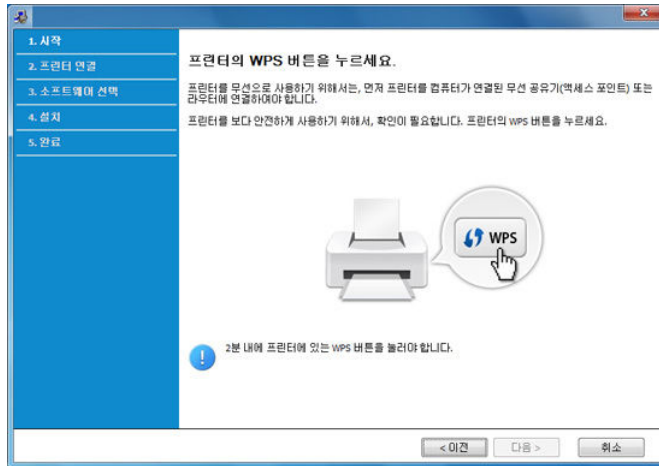 1. 시작
2. 프린터 연결
3. 소프트웨어 선택
4. 설치
5. 완료
프린터의 WPS 버튼을 누르세요.
프린터를 무선으로 사용하기 위해서는, 먼저 프린터를 컴퓨터가 연결된 무선 공유기(액세스 포인트) 또는
라우터에 연결하여야 합니다.
프린터를 보다 안전하게 사용하기 위해서, 확인이 필요합니다. 프린터의 WPS 버튼을 누르세요.
WPS
2분 내에 프린터에 있는 WPS 버튼을 눌러야 합니다.
< 이전
다음 >
취소